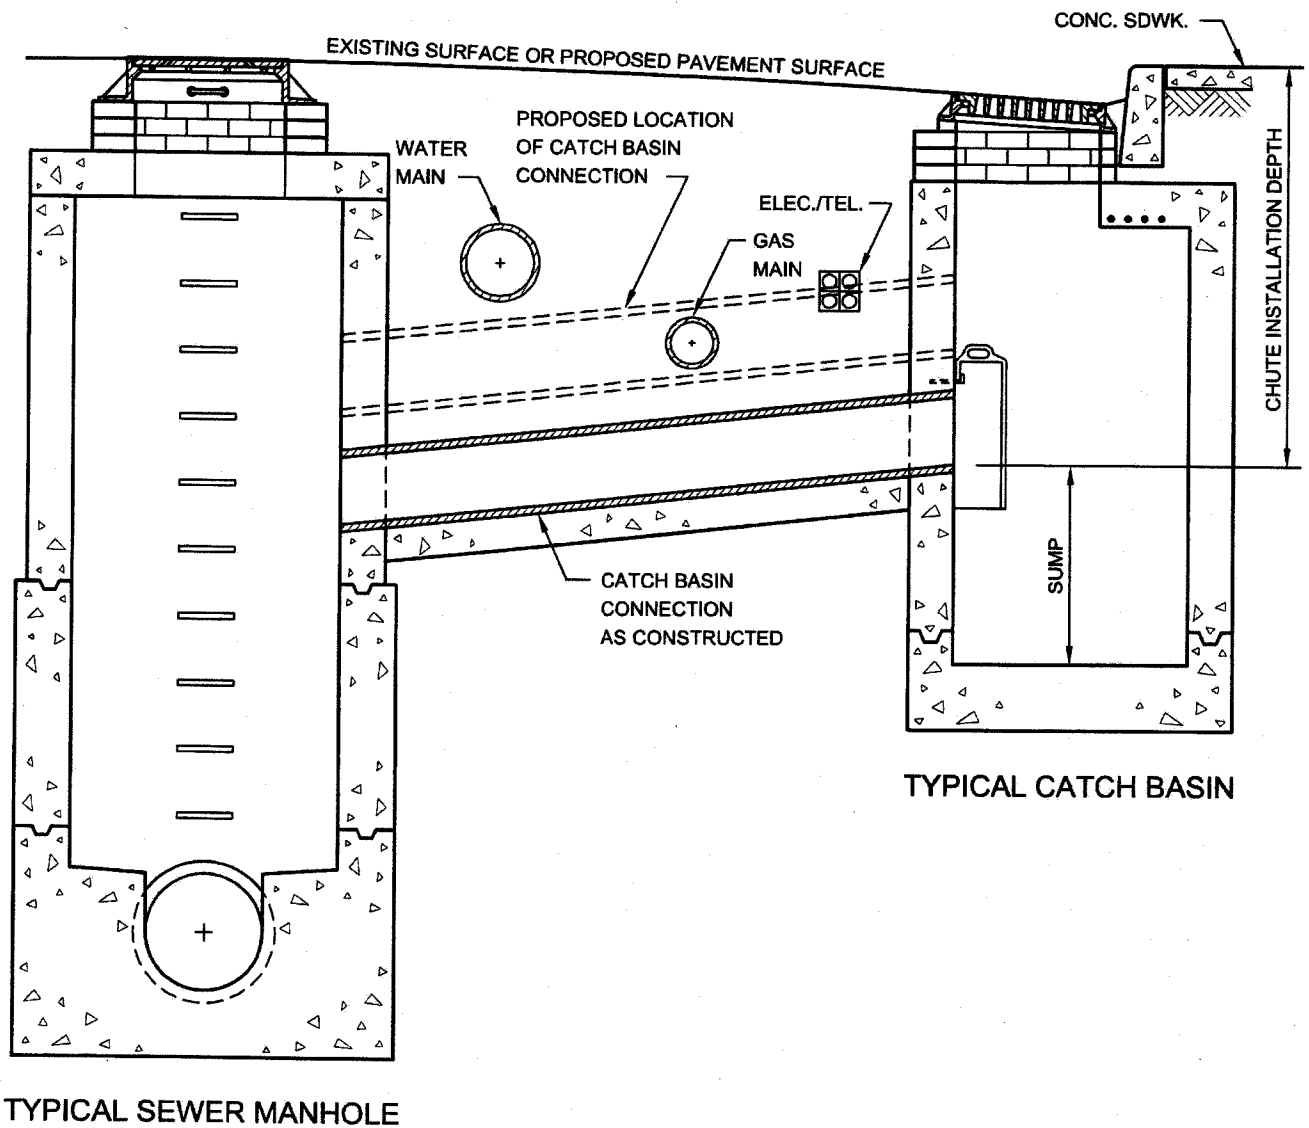 CONC. SDWK.
EXISTING SURFACE OR PROPOSED PAVEMENT SURFACE
PROPOSED LOCATION
OF CATCH BASIN
CONNECTION
WATER
MAIN
ELEC./TEL.
GAS
MAIN
CHUTE INSTALLATION DEPTH
SUMP
CATCH BASIN
CONNECTION
AS CONSTRUCTED
TYPICAL CATCH BASIN
TYPICAL SEWER MANHOLE